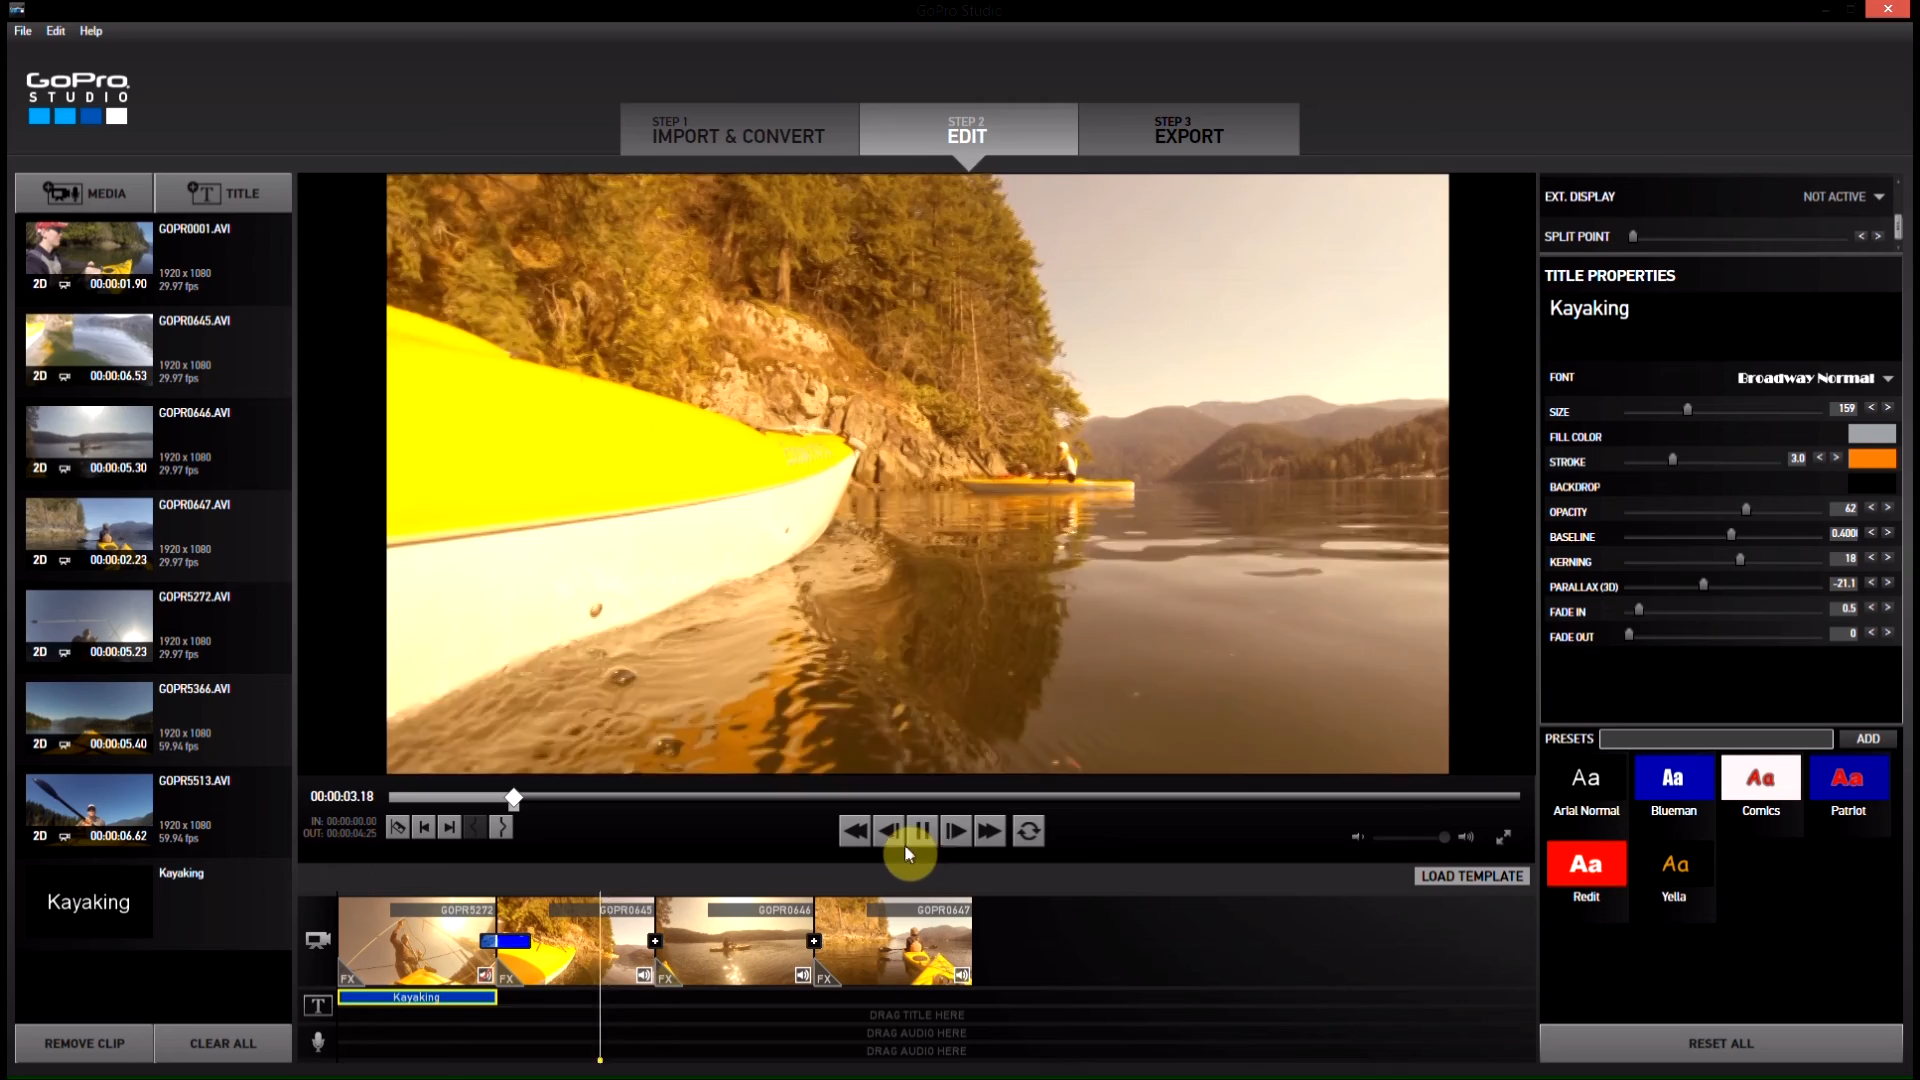 GoPro Studio
File Edit Help
GoPro
STUDIO
STEP 1
IMPORT & CONVERT
STEP 2
EDIT
STEP 3
EXPORT
MEDIA
TITLE
GOPR0001.AVI
1920 x 1080
29.97 fps
2D 00:00:01.90
GOPR0645.AVI
1920 x 1080
29.97 fps
2D 00:00:06.53
GOPR0646.AVI
1920 x 1080
29.97 fps
2D 00:00:05.30
GOPR0647.AVI
1920 x 1080
29.97 fps
2D 00:00:02.23
GOPR5272.AVI
1920 x 1080
29.97 fps
2D 00:00:05.23
GOPR5366.AVI
1920 x 1080
59.94 fps
2D 00:00:05.40
GOPR5513.AVI
1920 x 1080
59.94 fps
2D 00:00:06.62
Kayaking
Kayaking
REMOVE CLIP
CLEAR ALL
00:00:03.18
IN: 00:00:00.00
OUT: 00:00:04:25
LOAD TEMPLATE
GOPR5272
GOPR0645
GOPR0646
GOPR0647
FX
FX
FX
FX
T
Kayaking
DRAG TITLE HERE
DRAG AUDIO HERE
DRAG AUDIO HERE
EXT. DISPLAY NOT ACTIVE
SPLIT POINT < >
TITLE PROPERTIES
Kayaking
FONT Broadway Normal
SIZE 159 < >
FILL COLOR
STROKE 3.0 < >
BACKDROP
OPACITY 62 < >
BASELINE 0.400 < >
KERNING 18 < >
PARALLAX (3D) -21.1 < >
FADE IN 0.5 < >
FADE OUT 0 < >
PRESETS ADD
Aa Aa Aa Aa
Arial Normal Blueman Comics Patriot
Aa Aa
Redit Yella
RESET ALL